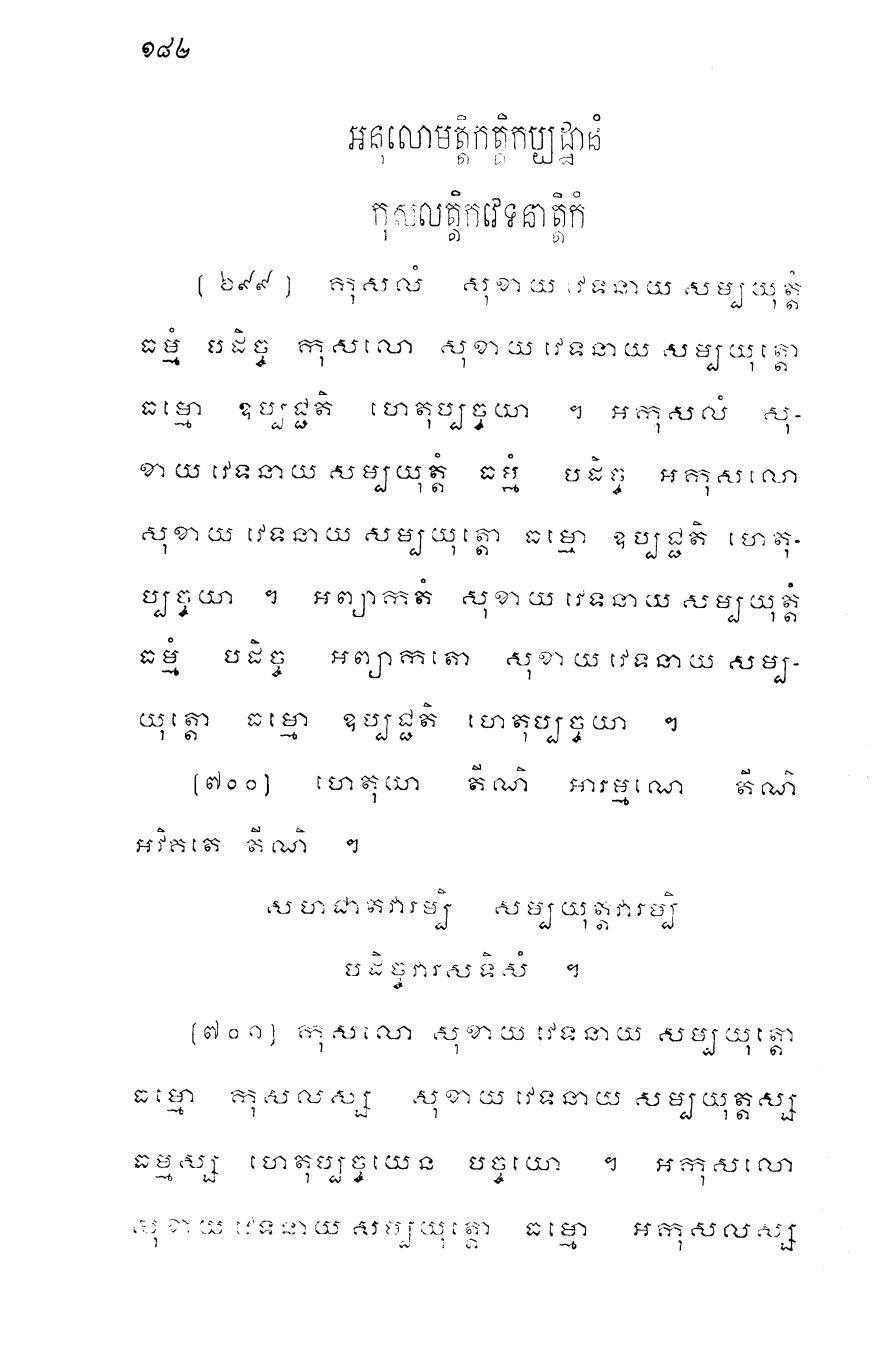 ១៨២
អនុលោមត្តិកត្តិកប្បដ្ឋានំ
កុសលត្តិកវេទនាត្តិកំ
(៦៩៩) កុសលំ សុខាយ វេទនាយ សម្បយុត្តំ
ធម្មំ បដិច្ច កុសលោ សុខាយ វេទនាយ សម្បយុត្តោ
ធម្មោ ឧប្បជ្ជតិ ហេតុប្បច្ចយា ។ អកុសលំ សុ-
ខាយ វេទនាយ សម្បយុត្តំ ធម្មំ បដិច្ច អកុសលោ
សុខាយ វេទនាយ សម្បយុត្តោ ធម្មោ ឧប្បជ្ជតិ ហេតុ-
ប្បច្ចយា ។ អព្យាកតំ សុខាយ វេទនាយ សម្បយុត្តំ
ធម្មំ បដិច្ច អព្យាកតោ សុខាយ វេទនាយ សម្ប-
យុត្តោ ធម្មោ ឧប្បជ្ជតិ ហេតុប្បច្ចយា ។
(៧០០) ហេតុយា តីណិ អារម្មណេ តីណិ
អវិគតេ តីណិ ។
សហជាតវារម្បិ សម្បយុត្តវារម្បិ
បដិច្ចវារសទិសំ ។
(៧០១) កុសលោ សុខាយ វេទនាយ សម្បយុត្តោ
ធម្មោ កុសលស្ស សុខាយ វេទនាយ សម្បយុត្តស្ស
ធម្មស្ស ហេតុប្បច្ចយេន បច្ចយោ ។ អកុសលោ
សុខាយ វេទនាយ សម្បយុត្តោ ធម្មោ អកុសលស្ស